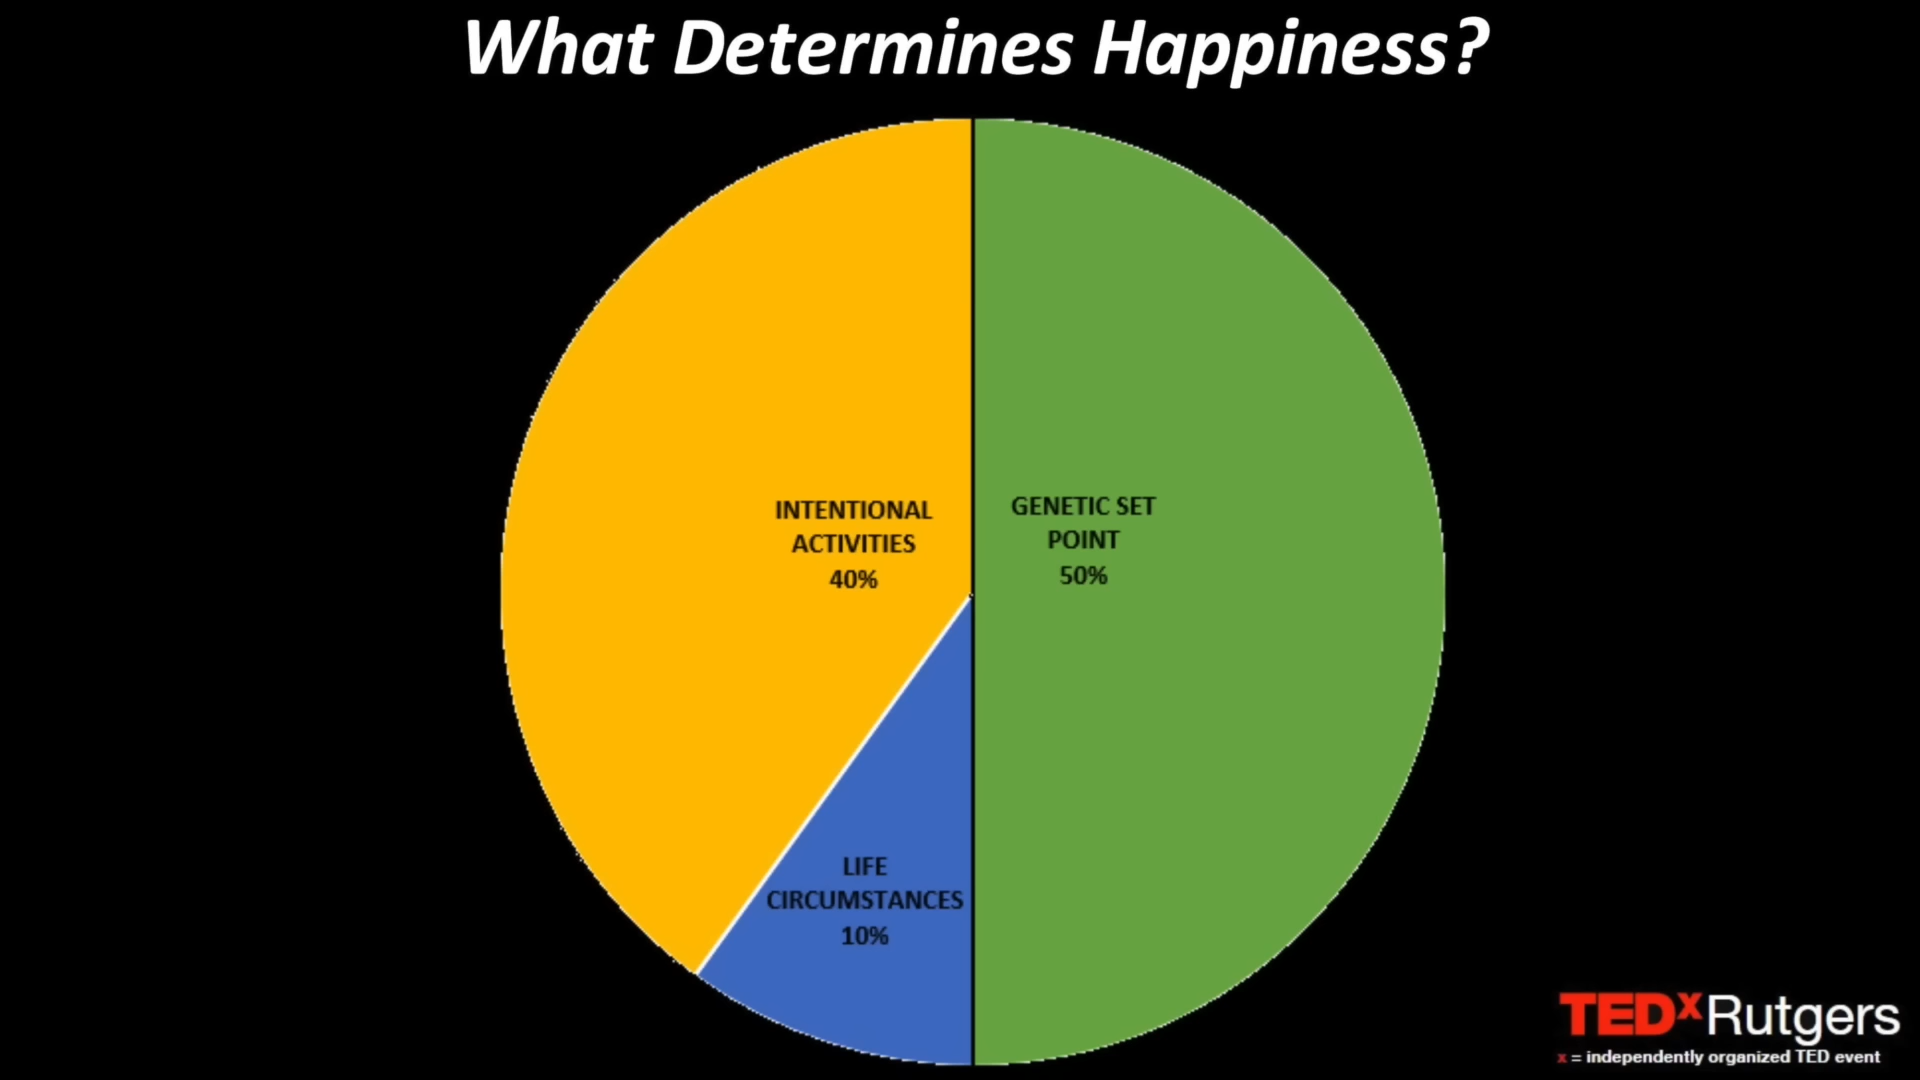 What Determines Happiness?
INTENTIONAL
ACTIVITIES
40%
GENETIC SET
POINT
50%
LIFE
CIRCUMSTANCES
10%
TEDxRutgers
x = independently organized TED event